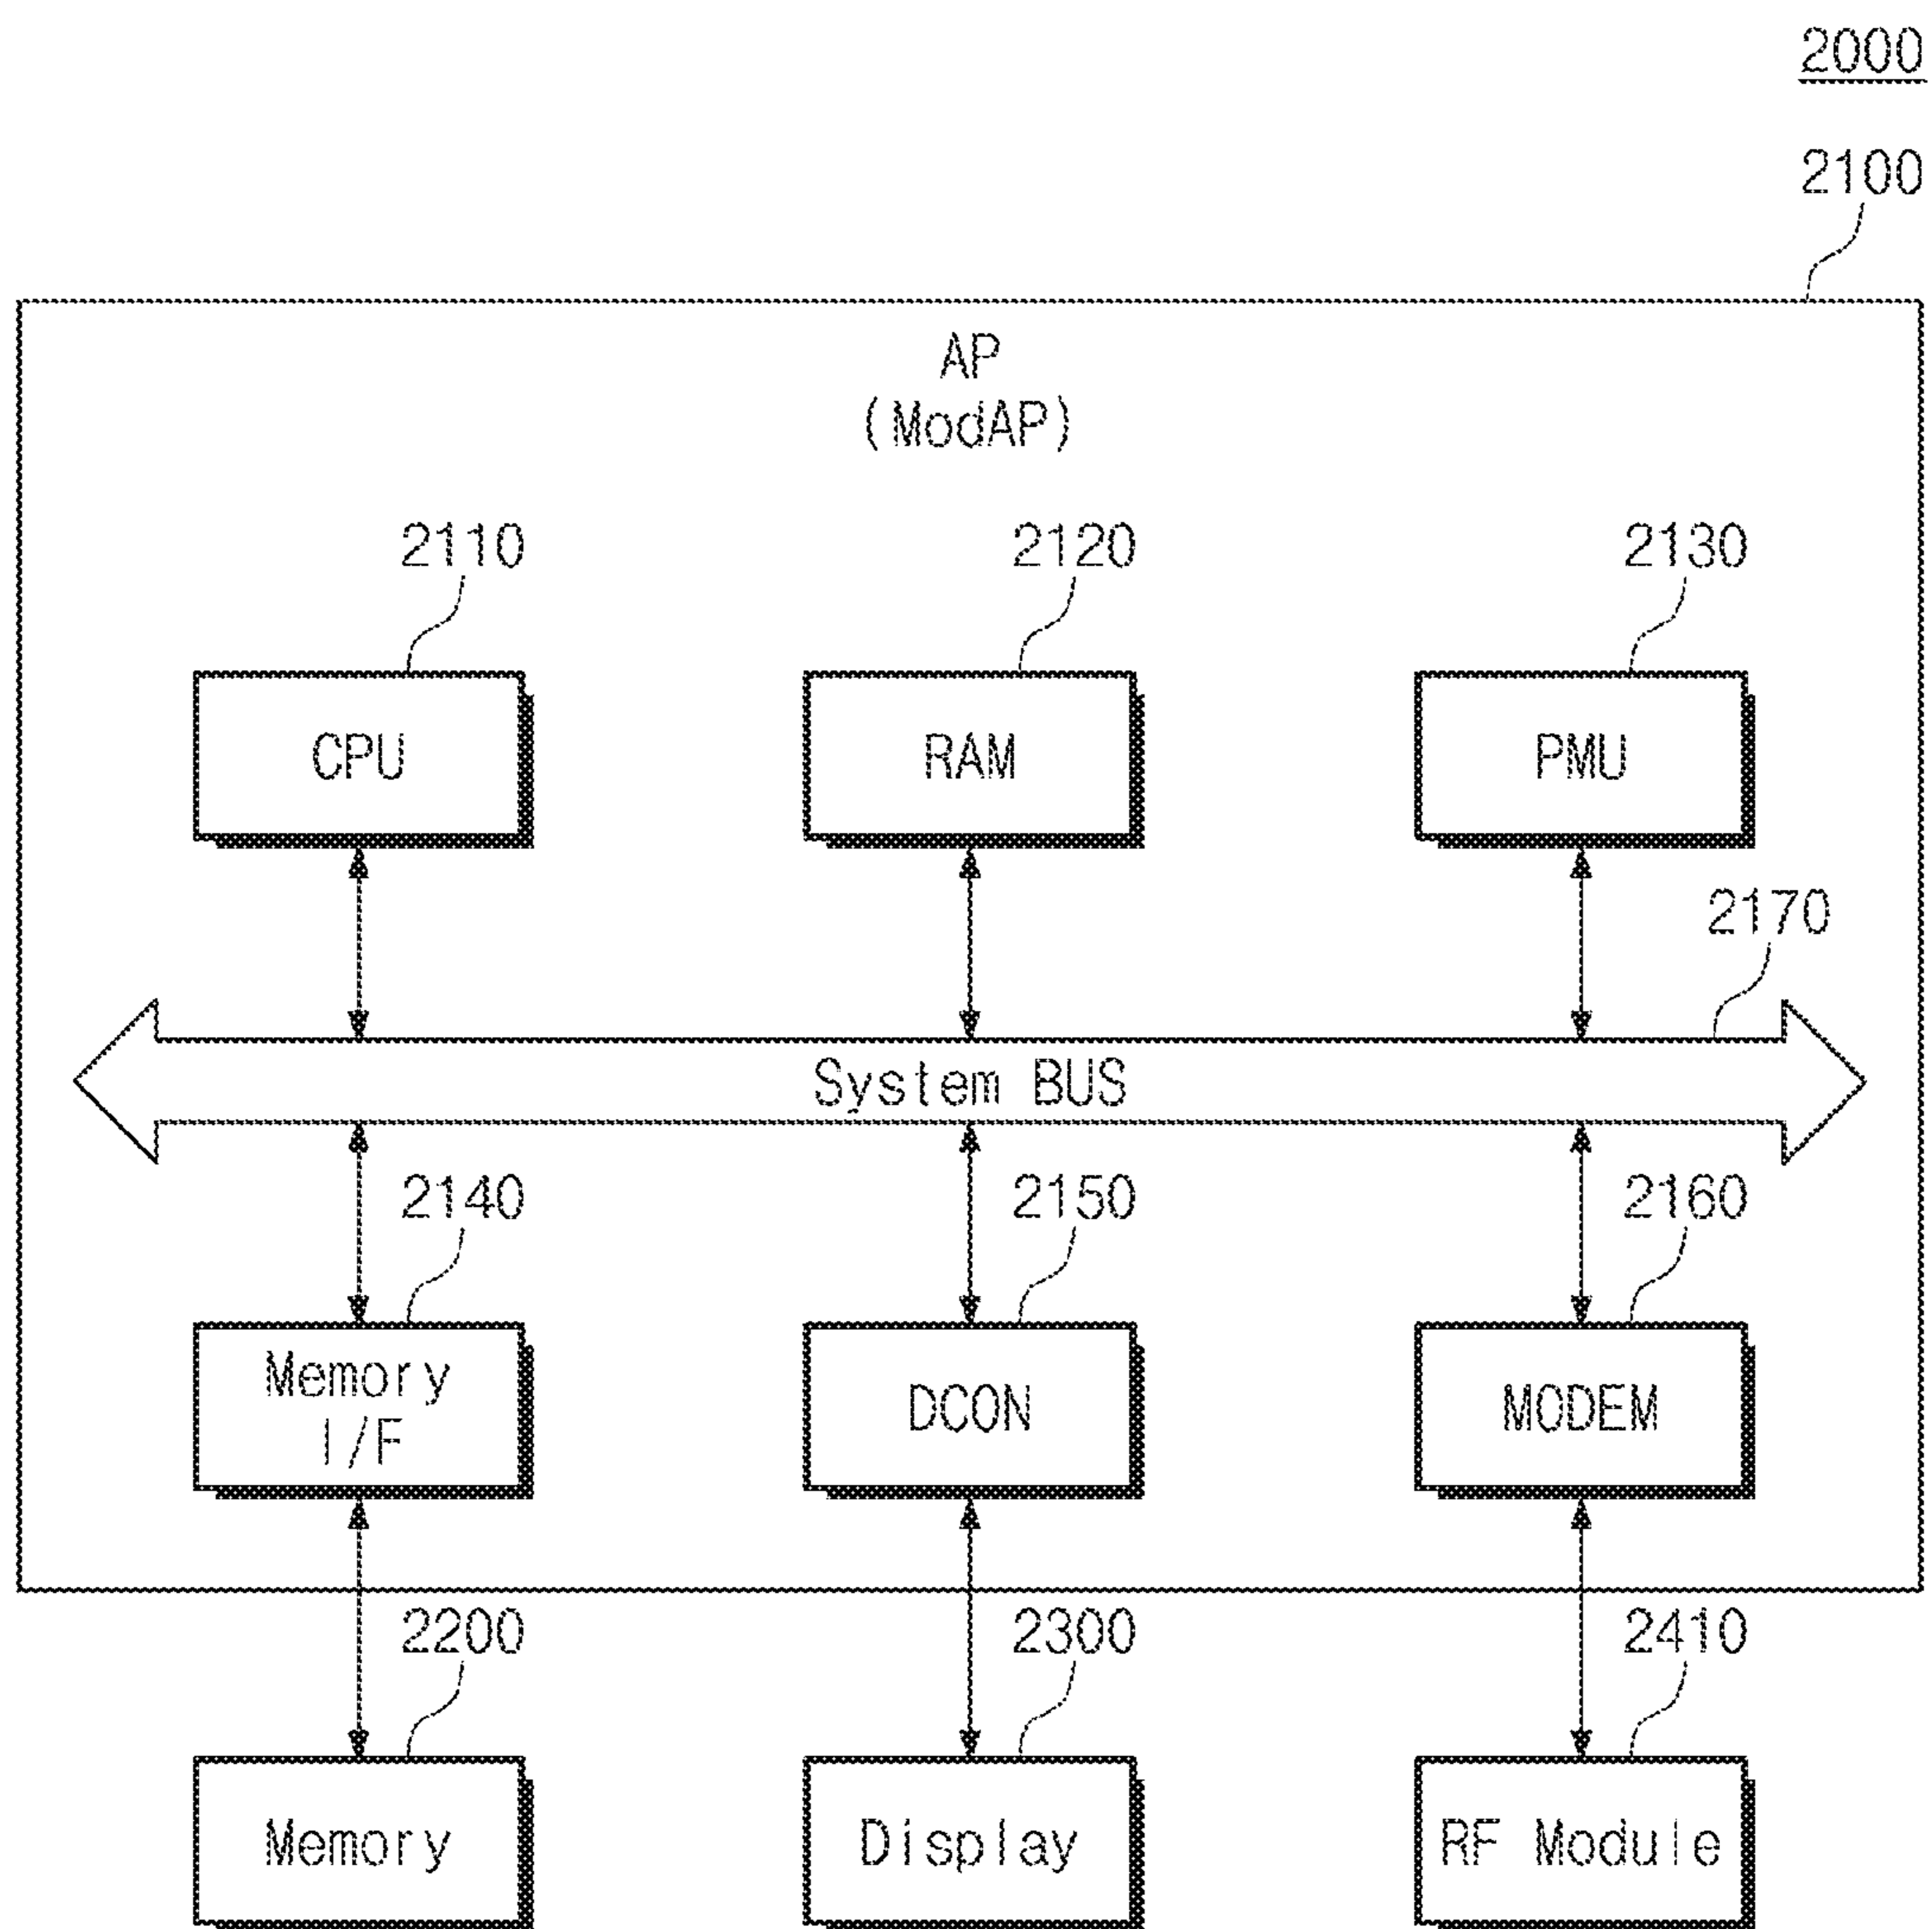 2000
2100
AP
(ModAP)
2110
2120
2130
CPU
RAM
PMU
2170
System BUS
2140
2150
2160
Memory
I/F
DCON
MODEM
2200
2300
2410
Memory
Display
RF Module